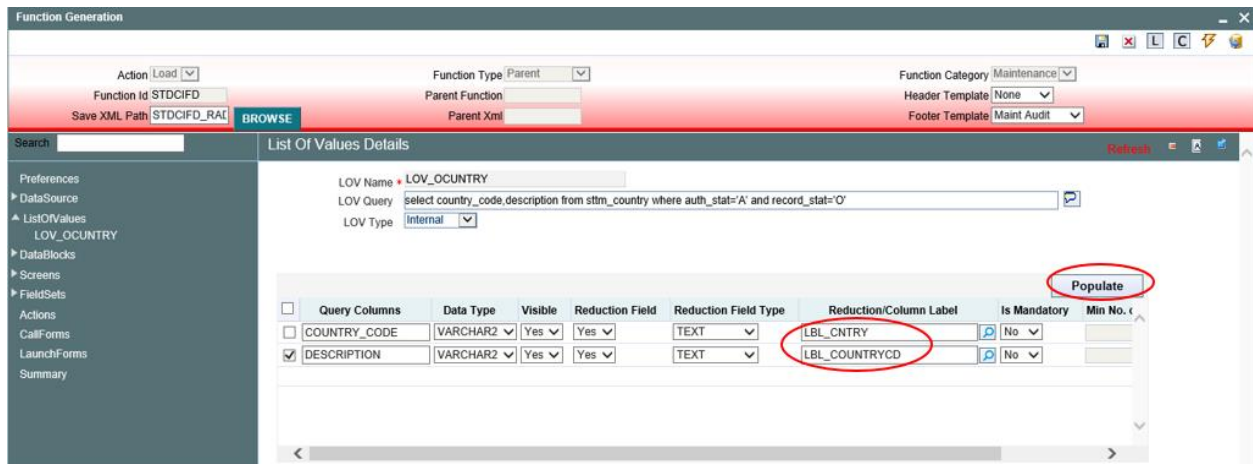 Function Generation
L C
Action Load Function Type Parent Function Category Maintenance
Function Id STDCIFD Parent Function Header Template None
Save XML Path STDCIFD_RAD BROWSE Parent Xml Footer Template Maint Audit
Search List Of Values Details Refresh
Preferences
DataSource
ListOfValues
LOV_OCUNTRY
DataBlocks
Screens
FieldSets
Actions
CallForms
LaunchForms
Summary
LOV Name * LOV_OCUNTRY
LOV Query select country_code,description from sttm_country where auth_stat='A' and record_stat='O'
LOV Type Internal
Populate
Query Columns Data Type Visible Reduction Field Reduction Field Type Reduction/Column Label Is Mandatory Min No.
COUNTRY_CODE VARCHAR2 Yes Yes TEXT LBL_CNTRY No
DESCRIPTION VARCHAR2 Yes Yes TEXT LBL_COUNTRYCD No